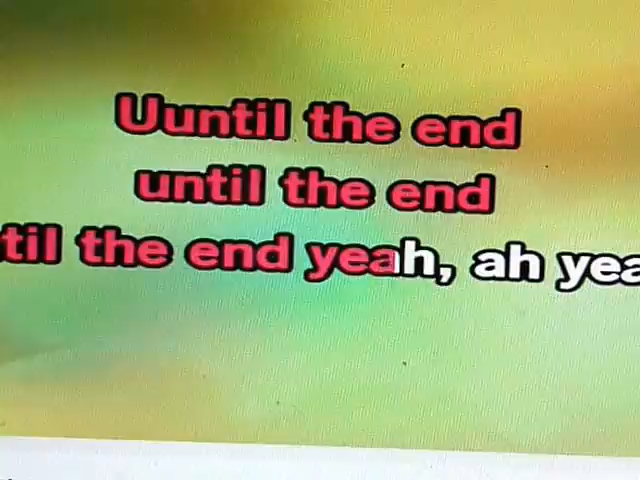 Uuntil the end
until the end
til the end yeah, ah yea